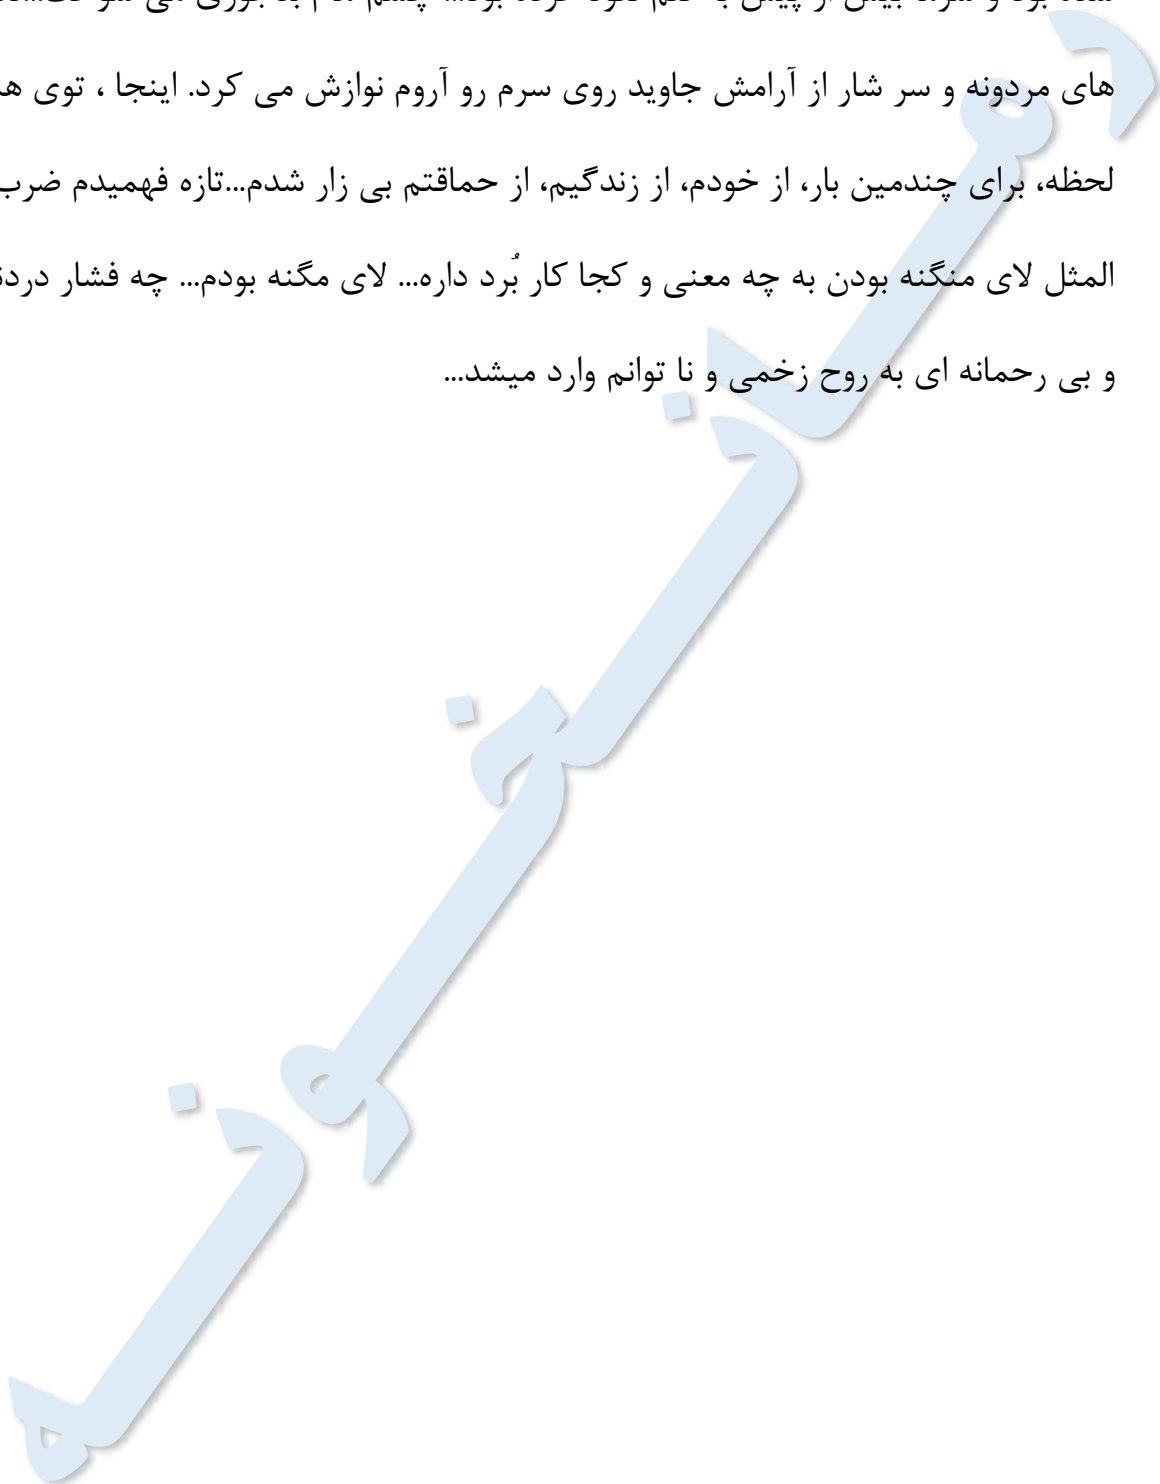 های مردونه و سر شار از آرامش جاوید روی سرم رو آروم نوازش می کرد. اینجا ، توی
لحظه، برای چندمین بار، از خودم، از زندگیم، از حماقتم بی زار شدم...تازه فهمیدم ضرب
المثل لای منگنه بودن به چه معنی و کجا کار بُرد داره... لای مگنه بودم... چه فشار
و بی رحمانه ای به روح زخمی و نا توانم وارد میشد...
رمانخونه